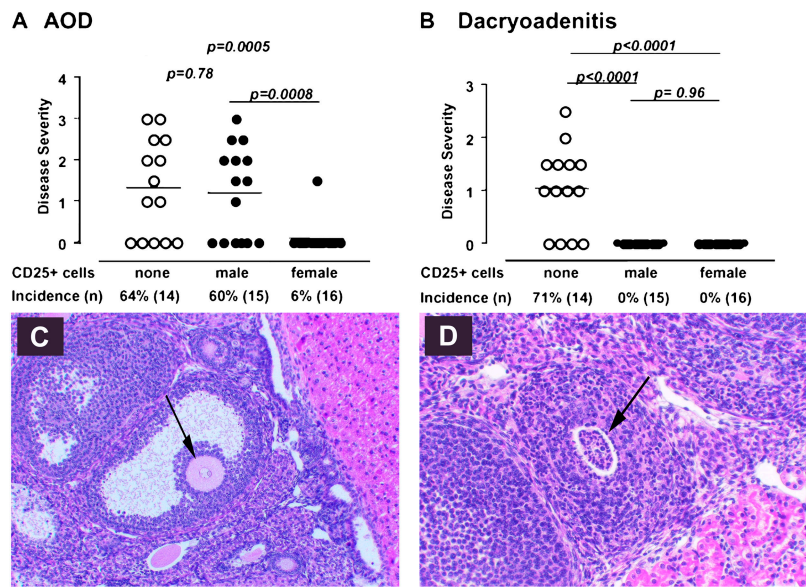 A AOD
p=0.0005
p=0.78
p=0.0008
Disease Severity
4
3
2
1
0
CD25+ cells none male female
Incidence (n) 64% (14) 60% (15) 6% (16)
B Dacryoadenitis
p<0.0001
p<0.0001
p= 0.96
Disease Severity
3
2
1
0
CD25+ cells none male female
Incidence (n) 71% (14) 0% (15) 0% (16)
C
D